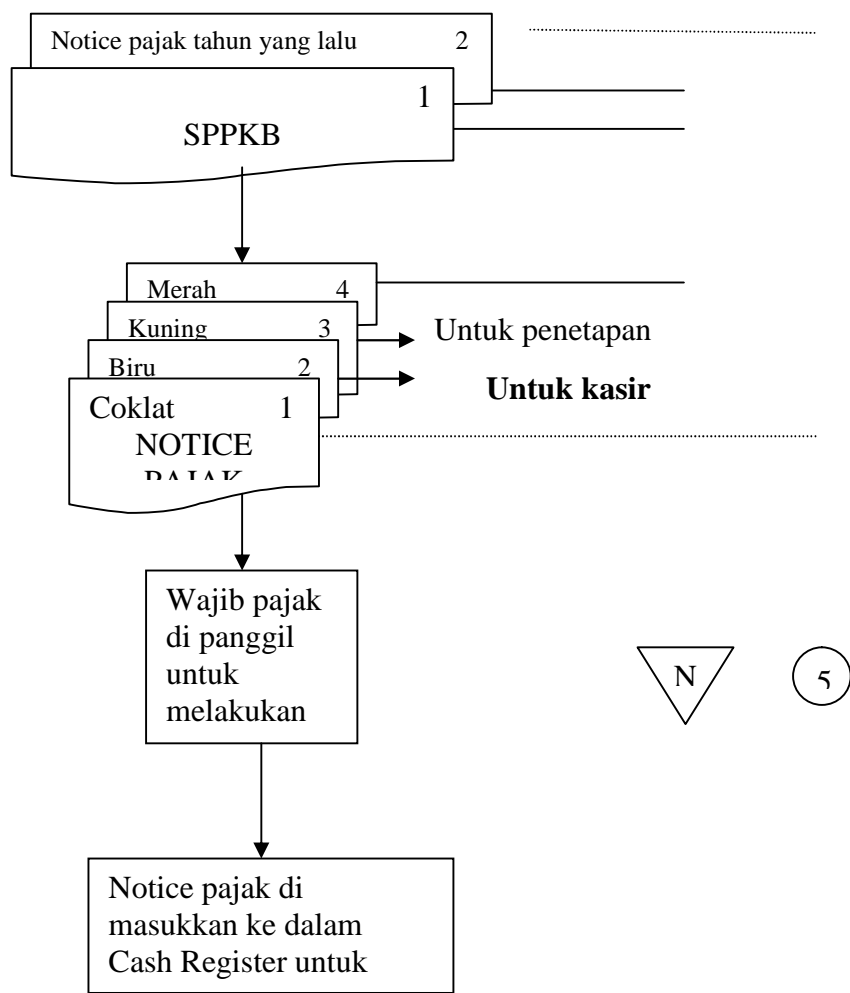 Notice pajak tahun yang lalu 2
1
SPPKB
Merah 4
Kuning 3
Untuk penetapan
Biru 2
Untuk kasir
Coklat 1
NOTICE
PAJAK
Wajib pajak
di panggil
untuk
melakukan
N
5
Notice pajak di
masukkan ke dalam
Cash Register untuk